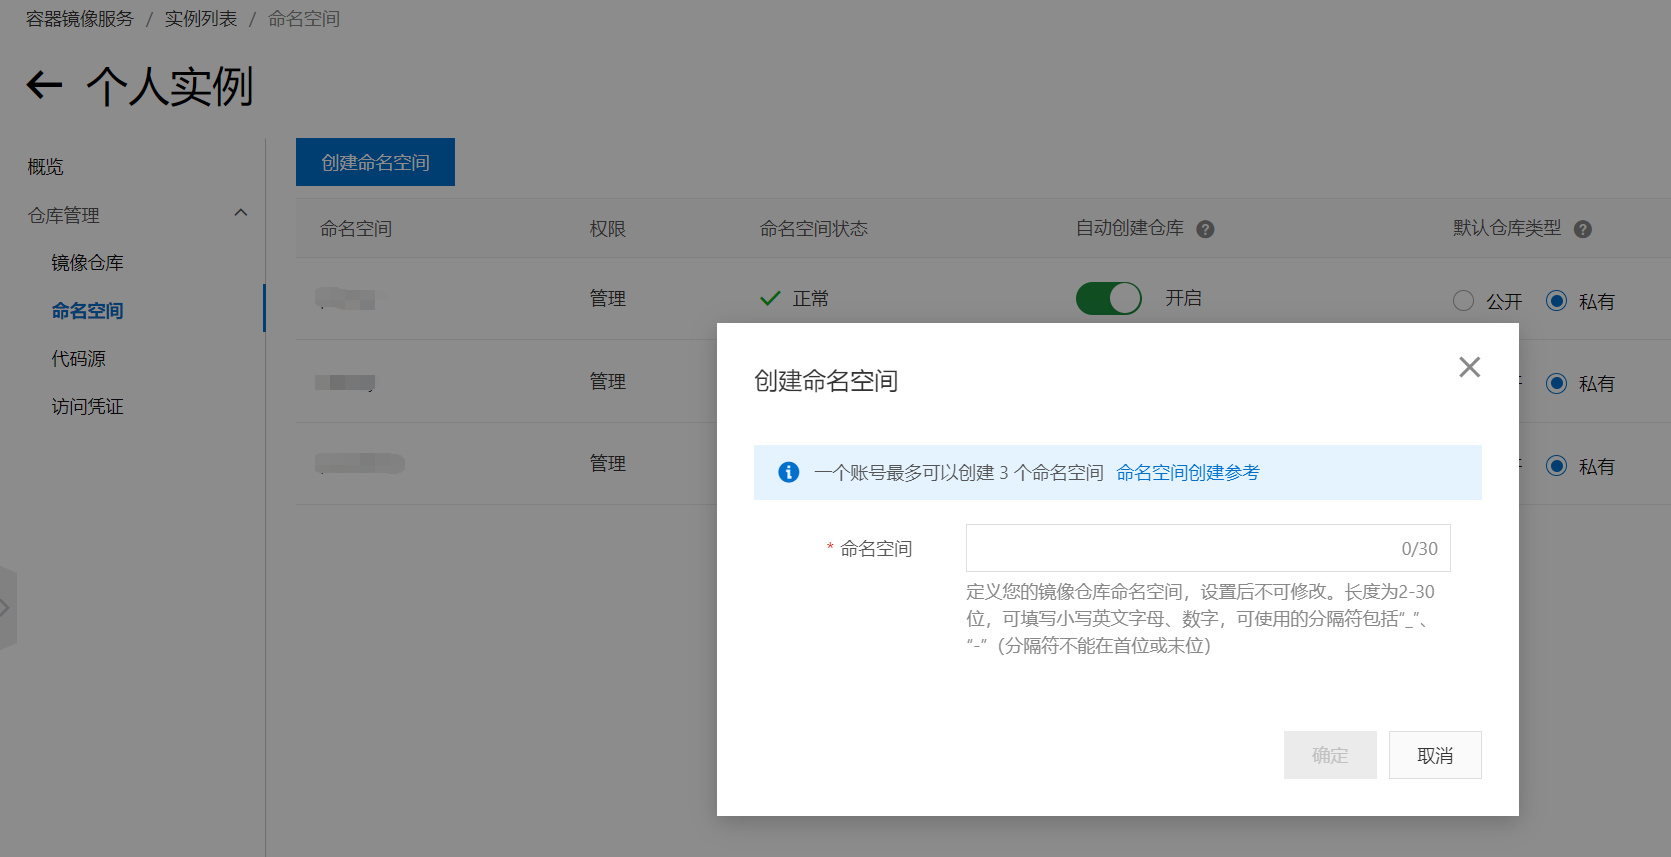 容器镜像服务 / 实例列表 / 命名空间
个人实例
概览
仓库管理
镜像仓库
命名空间
代码源
访问凭证
创建命名空间
命名空间 权限 命名空间状态 自动创建仓库 默认仓库类型
管理 正常 开启 公开 私有
管理 私有
管理 私有
创建命名空间
一个账号最多可以创建 3 个命名空间 命名空间创建参考
* 命名空间 0/30
定义您的镜像仓库命名空间，设置后不可修改。长度为2-30
位，可填写小写英文字母、数字，可使用的分隔符包括“_”、
“-”（分隔符不能在首位或末位）
确定 取消